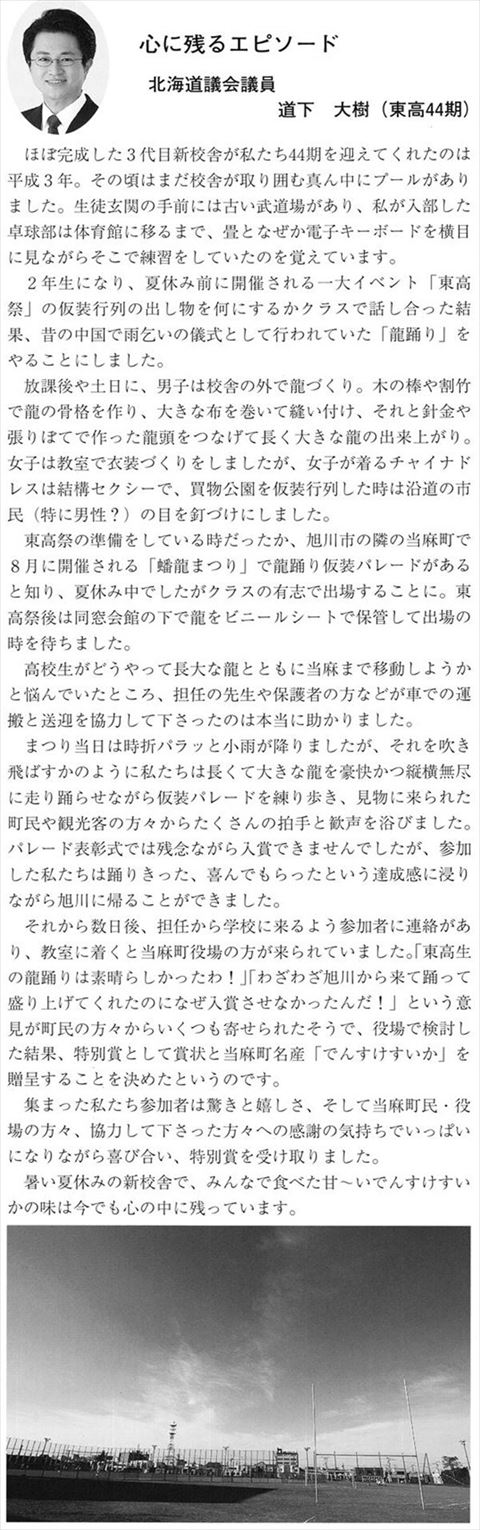 心に残るエピソード
北海道議会議員
道下 大樹（東高44期）
ほぼ完成した３代目新校舎が私たち44期を迎えてくれたのは
平成３年。その頃はまだ校舎が取り囲む真ん中にプールがあり
ました。生徒玄関の手前には古い武道場があり、私が入部した
卓球部は体育館に移るまで、畳となぜか電子キーボードを横目
に見ながらそこで練習をしていたのを覚えています。
２年生になり、夏休み前に開催される一大イベント「東高
祭」の仮装行列の出し物を何にするかクラスで話し合った結
果、昔の中国で雨乞いの儀式として行われていた「龍踊り」を
やることにしました。
放課後や土日に、男子は校舎の外で龍づくり。木の棒や割竹
で龍の骨格を作り、大きな布を巻いて縫い付け、それと針金や
張りぼてで作った龍頭をつなげて長く大きな龍の出来上がり。
女子は教室で衣装づくりをしましたが、女子が着るチャイナド
レスは結構セクシーで、買物公園を仮装行列した時は沿道の市
民（特に男性？）の目を釘づけにしました。
東高祭の準備をしている時だったか、旭川市の隣の当麻町で
８月に開催される「蟠龍まつり」で龍踊り仮装パレードがある
と知り、夏休み中でしたがクラスの有志で出場することに。東
高祭後は同窓会館の下で龍をビニールシートで保管して出場の
時を待ちました。
高校生がどうやって長大な龍とともに当麻まで移動しようか
と悩んでいたところ、担任の先生や保護者の方などが車での運
搬と送迎を協力して下さったのは本当に助かりました。
まつり当日は時折パラッと小雨が降りましたが、それを吹き
飛ばすかのように私たちは長くて大きな龍を豪快かつ縦横無尽
に走り踊らせながら仮装パレードを練り歩き、見物に来られた
町民や観光客の方々からたくさんの拍手と歓声を浴びました。
パレード表彰式では残念ながら入賞できませんでしたが、参加
した私たちは踊りきった、喜んでもらったという達成感に浸り
ながら旭川に帰ることができました。
それから数日後、担任から学校に来るよう参加者に連絡があ
り、教室に着くと当麻町役場の方が来られていました。「東高生
の龍踊りは素晴らしかったわ！」「わざわざ旭川から来て踊って
盛り上げてくれたのになぜ入賞させなかったんだ！」という意
見が町民の方々からいくつも寄せられたそうで、役場で検討し
た結果、特別賞として賞状と当麻町名産「でんすけすいか」を
贈呈することを決めたというのです。
集まった私たち参加者は驚きと嬉しさ、そして当麻町民・役
場の方々、協力して下さった方々への感謝の気持ちでいっぱい
になりながら喜び合い、特別賞を受け取りました。
暑い夏休みの新校舎で、みんなで食べた甘～いでんすけすい
かの味は今でも心の中に残っています。